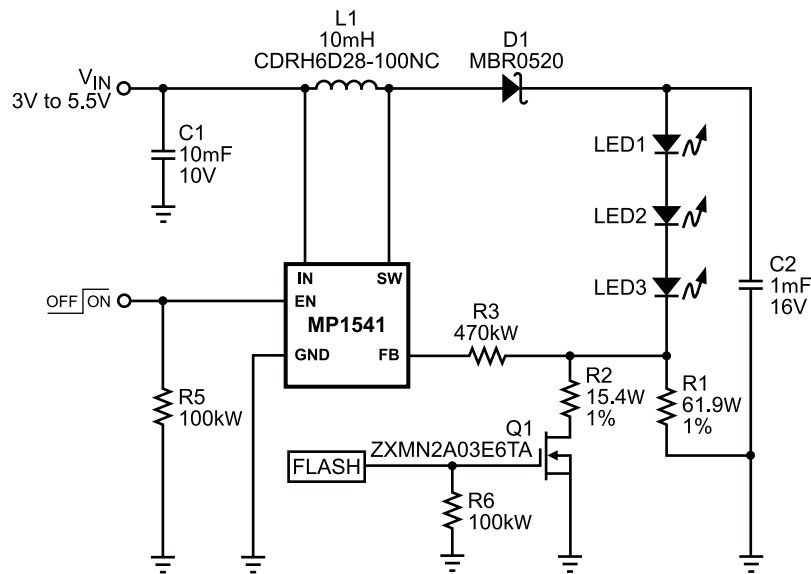 L1
10mH
CDRH6D28-100NC
D1
MBR0520
VIN
3V to 5.5V
C1
10mF
10V
LED1
LED2
LED3
C2
1mF
16V
OFF ON
IN
SW
EN
MP1541
GND
FB
R3
470kW
R5
100kW
R2
15.4W
1%
R1
61.9W
1%
Q1
ZXMN2A03E6TA
FLASH
R6
100kW